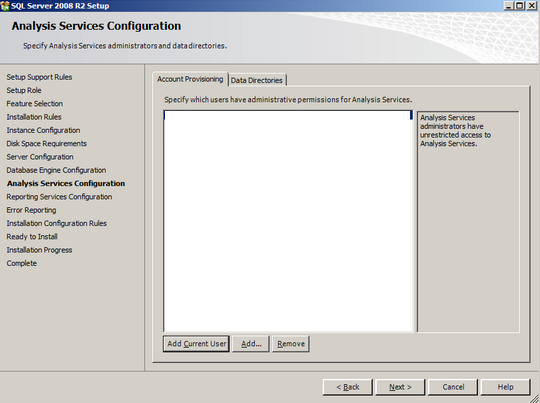 SQL Server 2008 R2 Setup
Analysis Services Configuration
Specify Analysis Services administrators and data directories.
Setup Support Rules
Setup Role
Feature Selection
Installation Rules
Instance Configuration
Disk Space Requirements
Server Configuration
Database Engine Configuration
Analysis Services Configuration
Reporting Services Configuration
Error Reporting
Installation Configuration Rules
Ready to Install
Installation Progress
Complete
Account Provisioning
Data Directories
Specify which users have administrative permissions for Analysis Services.
Analysis Services
administrators have
unrestricted access to
Analysis Services.
Add Current User
Add...
Remove
< Back
Next >
Cancel
Help